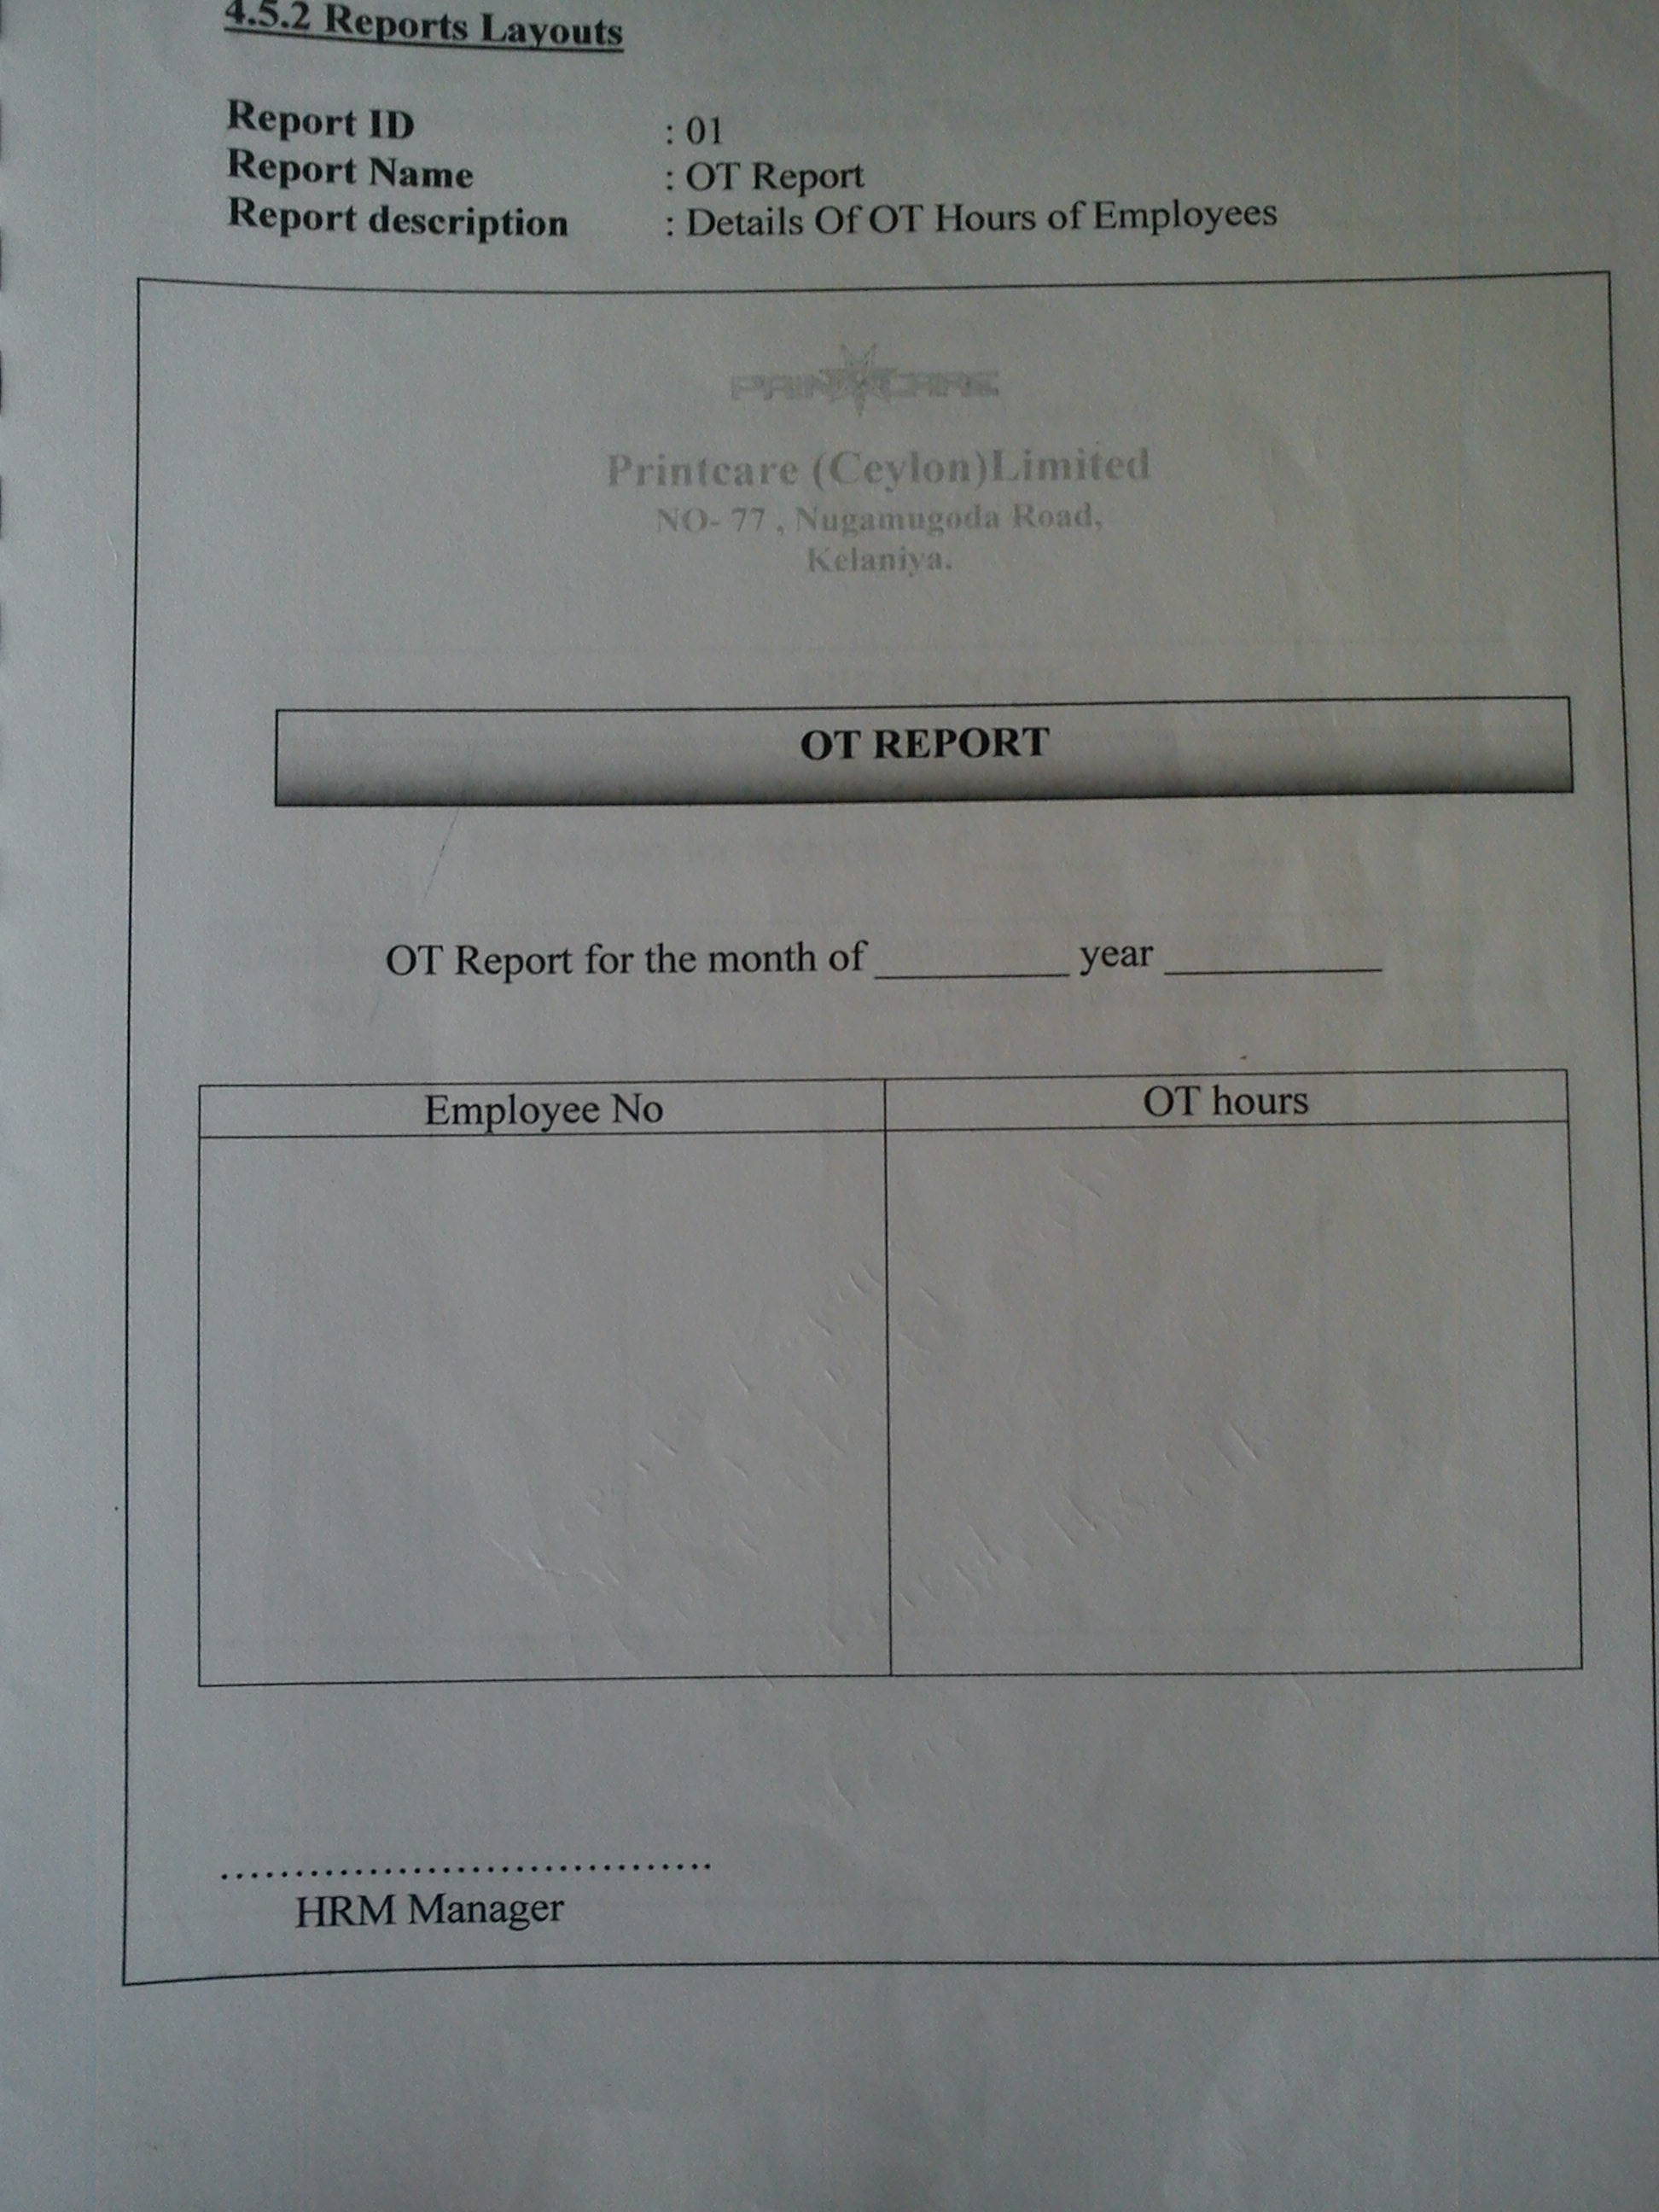 4.5.2 Reports Layouts
Report ID : 01
Report Name : OT Report
Report description : Details Of OT Hours of Employees
PRINTCARE
Printcare (Ceylon)Limited
NO- 77 , Nugamugoda Road,
Kelaniya.
OT REPORT
OT Report for the month of _________ year __________
Employee No OT hours
....................................
HRM Manager